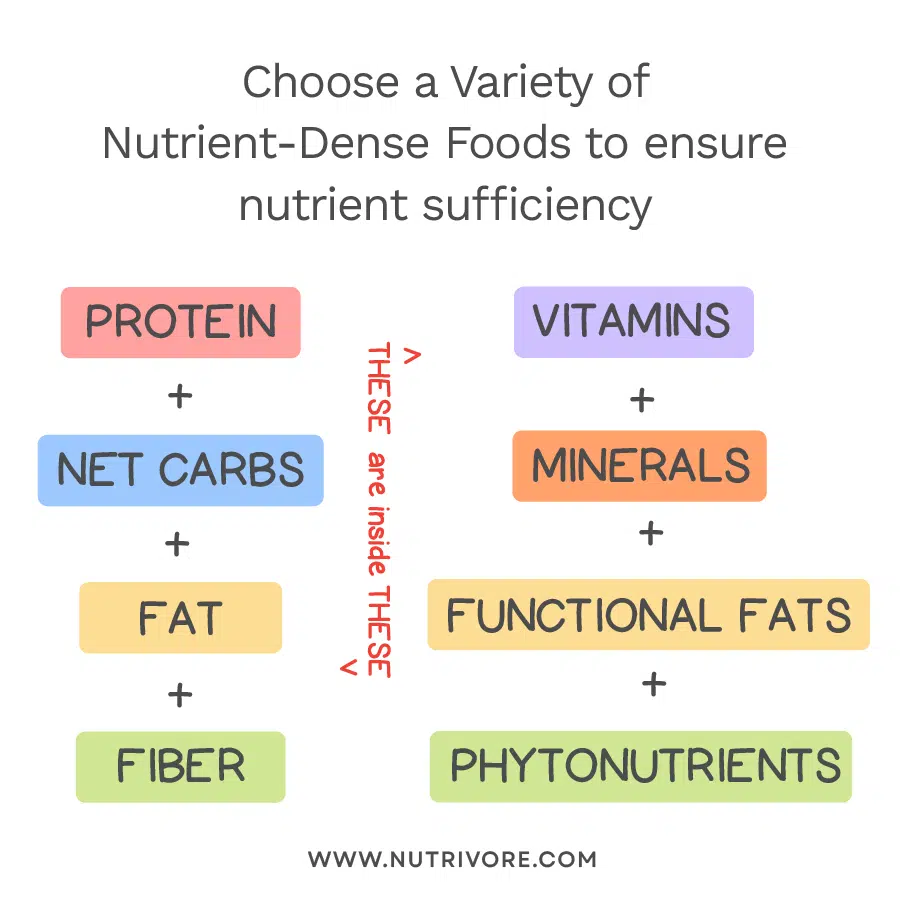 Choose a Variety of
Nutrient-Dense Foods to ensure
nutrient sufficiency
PROTEIN
+
NET CARBS
+
FAT
+
FIBER
>
THESE are inside THESE
<
VITAMINS
+
MINERALS
+
FUNCTIONAL FATS
+
PHYTONUTRIENTS
WWW.NUTRIVORE.COM